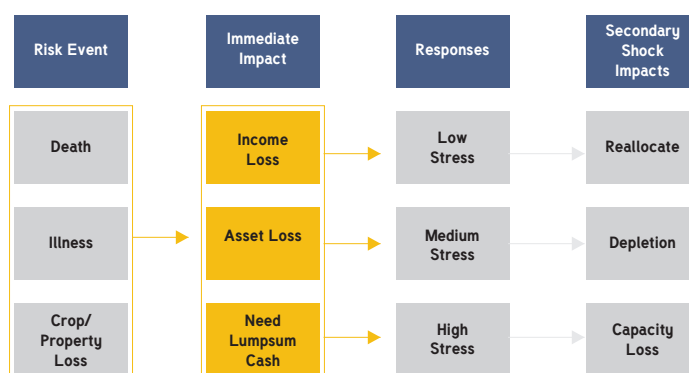 Risk Event
Immediate
Impact
Responses
Secondary
Shock
Impacts
Death
Income
Loss
Low
Stress
Reallocate
Illness
Asset Loss
Medium
Stress
Depletion
Crop/
Property
Loss
Need
Lumpsum
Cash
High
Stress
Capacity
Loss